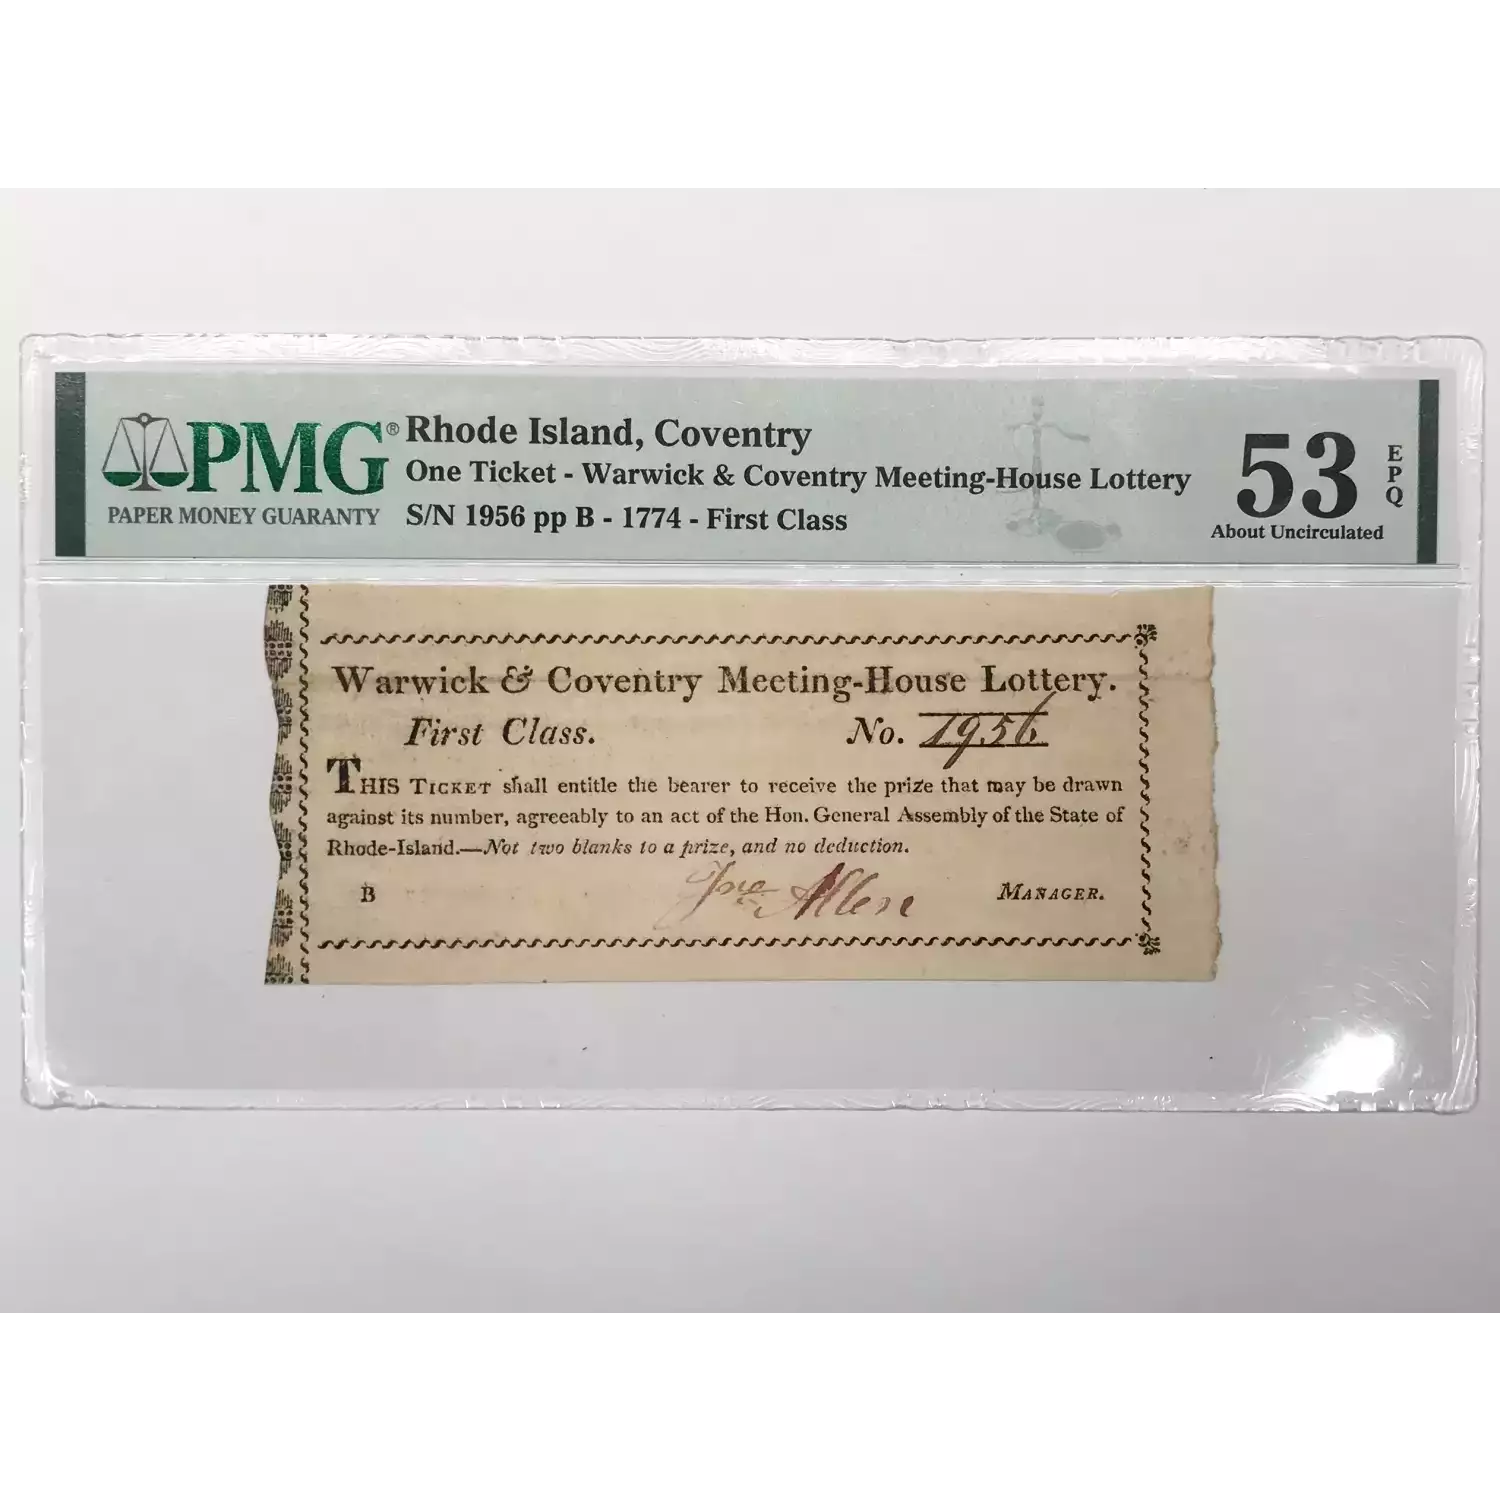 PMG®
PAPER MONEY GUARANTY
Rhode Island, Coventry
One Ticket - Warwick & Coventry Meeting-House Lottery
S/N 1956 pp B - 1774 - First Class
53
EPQ
About Uncirculated
Warwick & Coventry Meeting-House Lottery.
First Class. No. 1956
THIS TICKET shall entitle the bearer to receive the prize that may be drawn
against its number, agreeably to an act of the Hon. General Assembly of the State of
Rhode-Island.—Not two blanks to a prize, and no deduction.
B Jno Allen MANAGER.